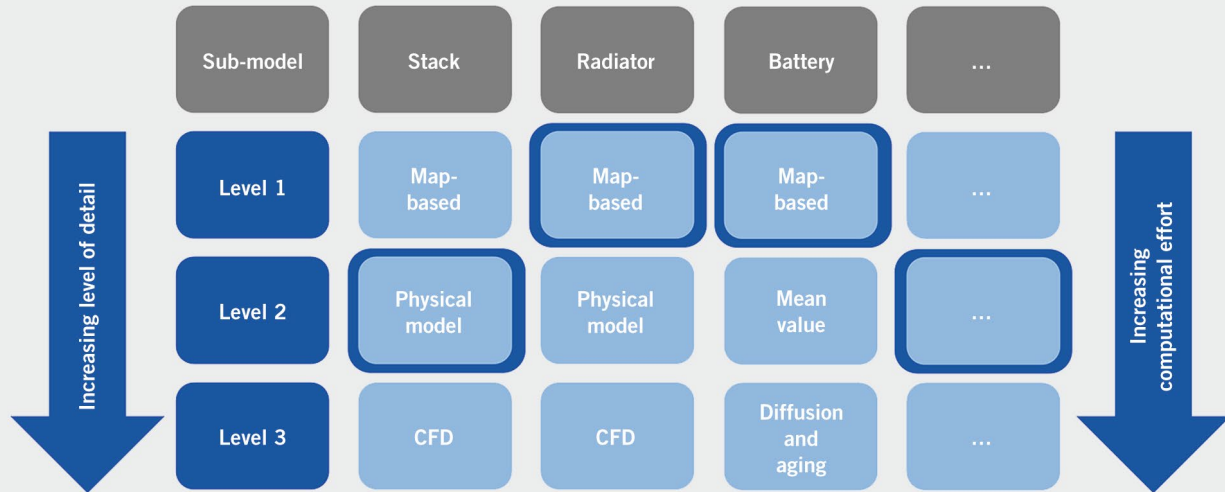 Sub-model
Stack
Radiator
Battery
...
Increasing level of detail
Level 1
Map-
based
Map-
based
Map-
based
...
Increasing
computational effort
Level 2
Physical
model
Physical
model
Mean
value
...
Level 3
CFD
CFD
Diffusion
and
aging
...